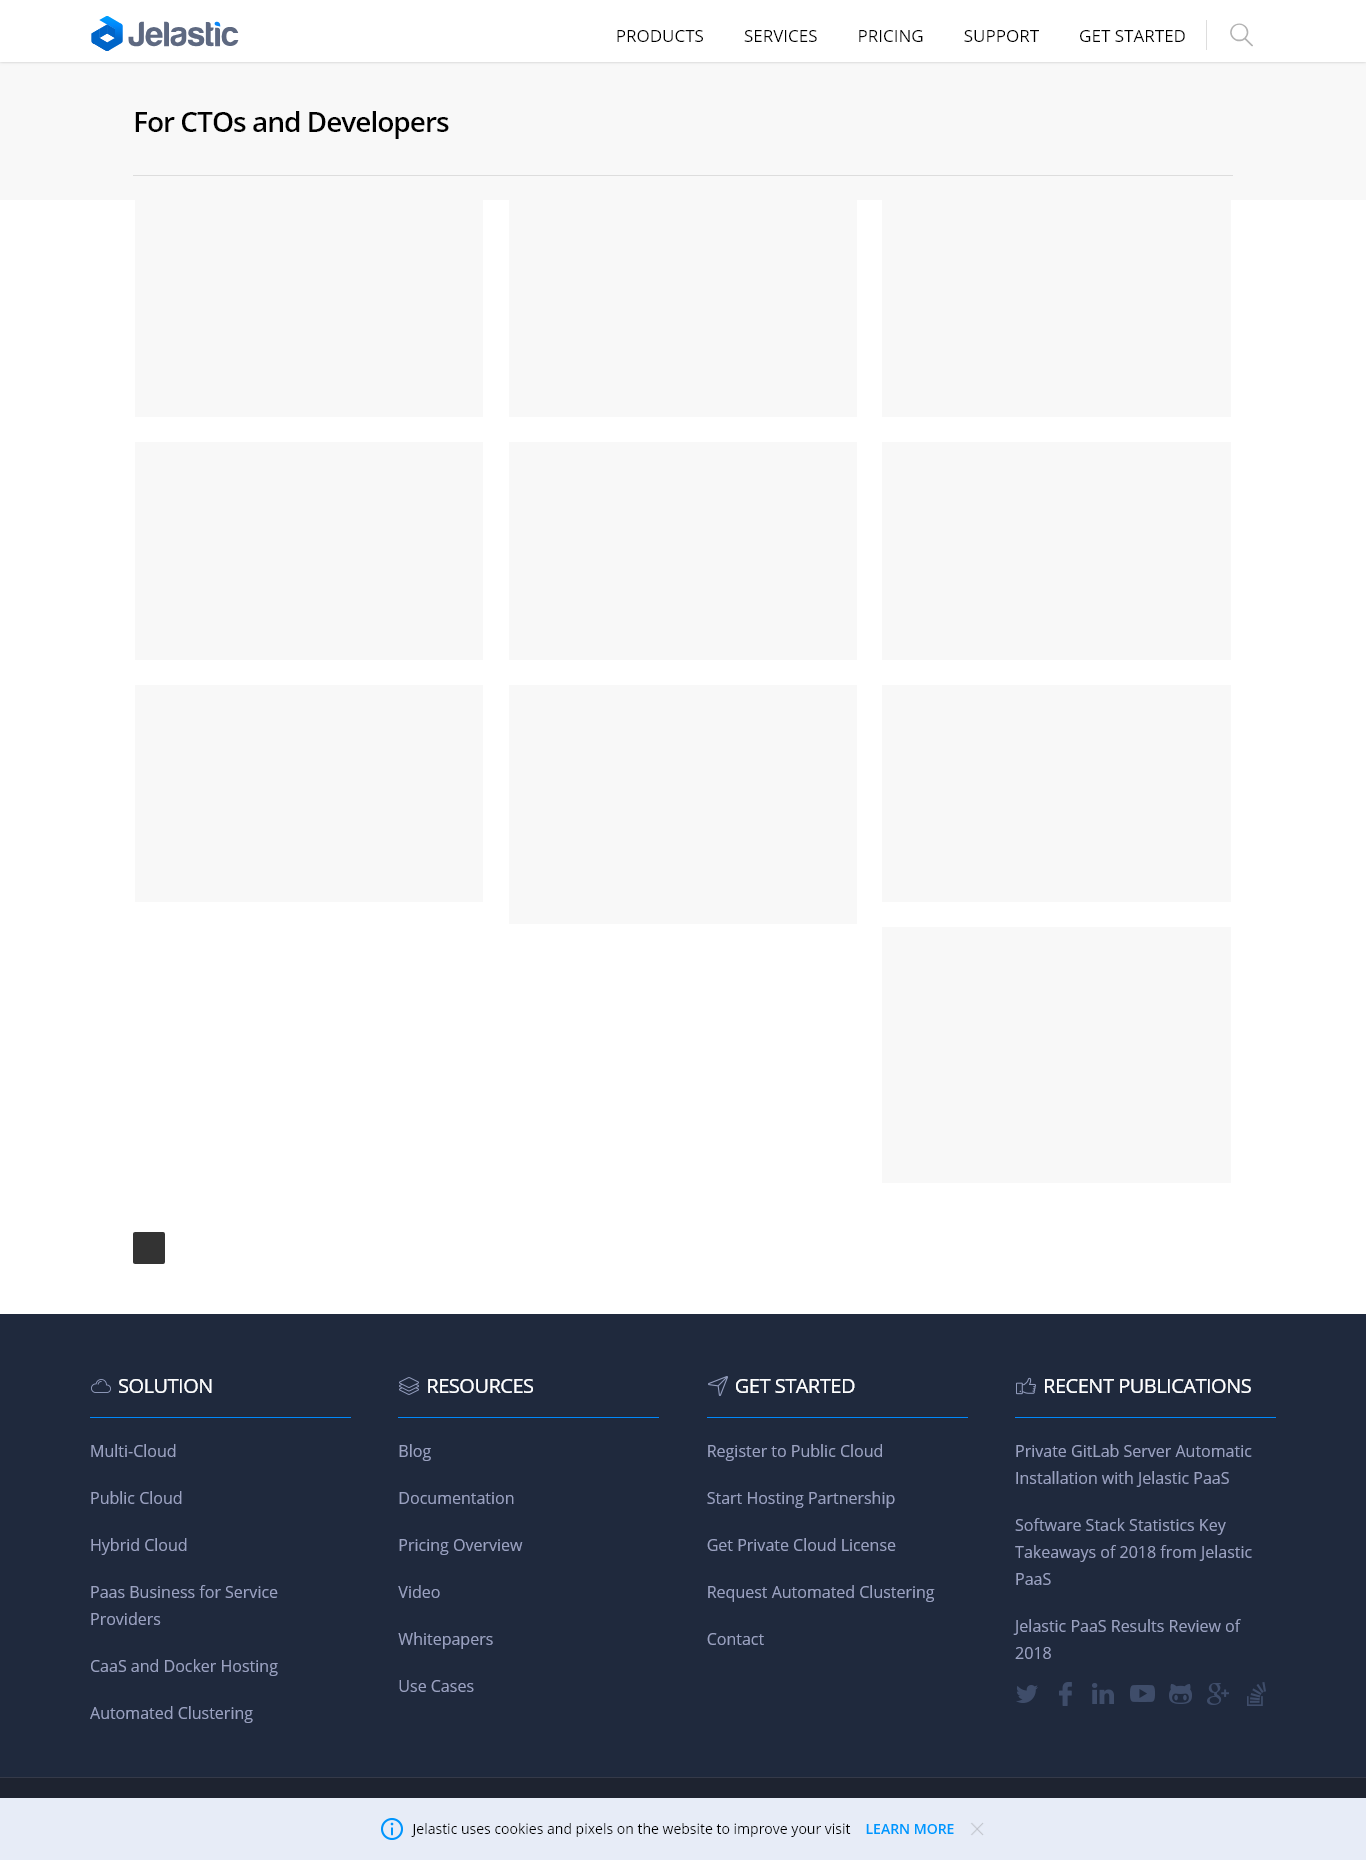 Jelastic
PRODUCTS SERVICES PRICING SUPPORT GET STARTED
For CTOs and Developers
SOLUTION
Multi-Cloud
Public Cloud
Hybrid Cloud
Paas Business for Service
Providers
CaaS and Docker Hosting
Automated Clustering
RESOURCES
Blog
Documentation
Pricing Overview
Video
Whitepapers
Use Cases
GET STARTED
Register to Public Cloud
Start Hosting Partnership
Get Private Cloud License
Request Automated Clustering
Contact
RECENT PUBLICATIONS
Private GitLab Server Automatic
Installation with Jelastic PaaS
Software Stack Statistics Key
Takeaways of 2018 from Jelastic
PaaS
Jelastic PaaS Results Review of
2018
Jelastic uses cookies and pixels on the website to improve your visit LEARN MORE